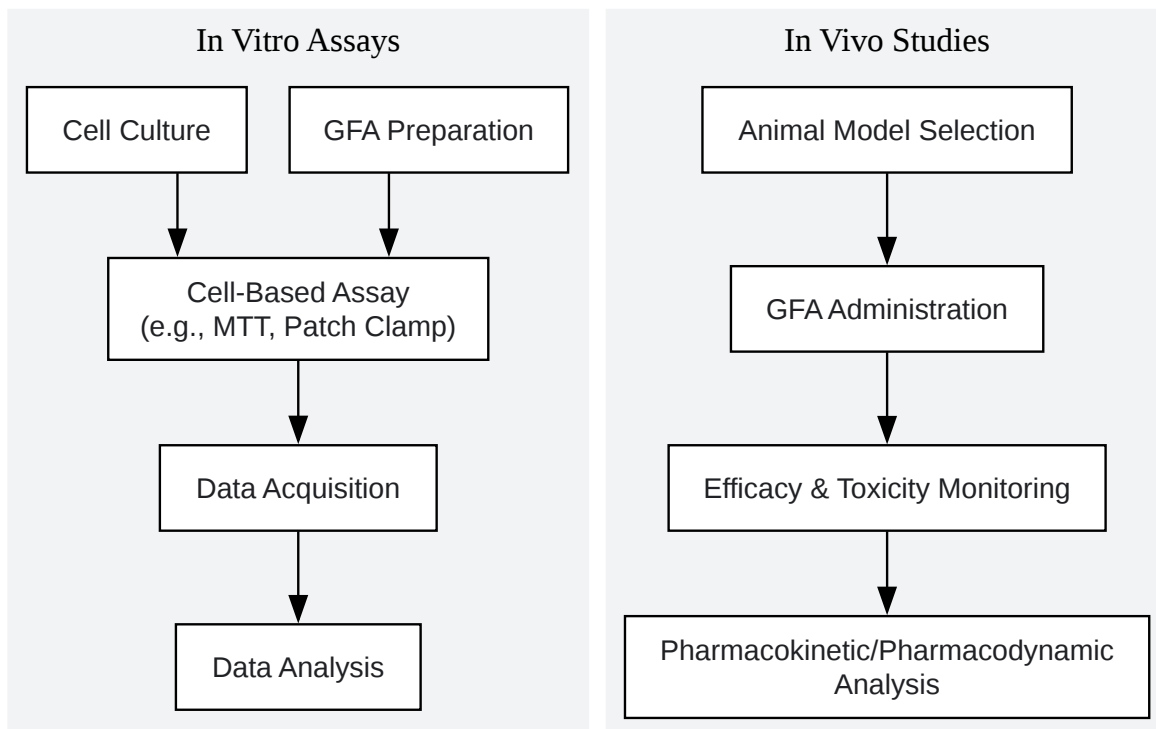 In Vitro Assays
Cell Culture
GFA Preparation
Cell-Based Assay
(e.g., MTT, Patch Clamp)
Data Acquisition
Data Analysis
In Vivo Studies
Animal Model Selection
GFA Administration
Efficacy & Toxicity Monitoring
Pharmacokinetic/Pharmacodynamic
Analysis